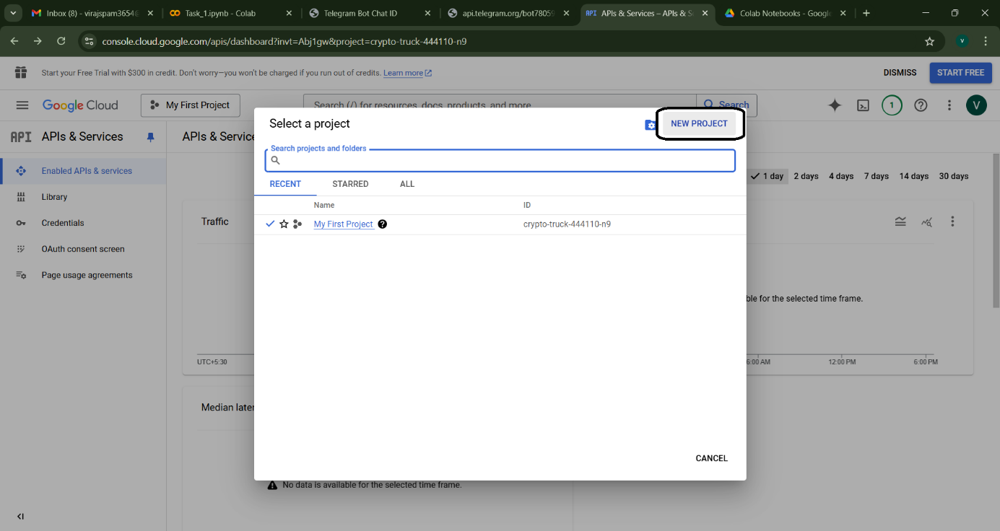 Inbox (8) - virajspam3654@
Task_1.ipynb - Colab
Telegram Bot Chat ID
api.telegram.org/bot78059
API APIs & Services – APIs & Se
Colab Notebooks - Google
console.cloud.google.com/apis/dashboard?invt=Abj1gw&project=crypto-truck-444110-n9
V
Start your Free Trial with $300 in credit. Don't worry—you won't be charged if you run out of credits. Learn more
DISMISS
START FREE
Google Cloud
My First Project
Search (/) for resources, docs, products, and more
Search
1
V
API APIs & Services
APIs & Service
Select a project
NEW PROJECT
Search projects and folders
Enabled APIs & services
Library
Credentials
OAuth consent screen
Page usage agreements
RECENT
STARRED
ALL
1 day
2 days
4 days
7 days
14 days
30 days
Name
ID
My First Project
crypto-truck-444110-n9
Traffic
ble for the selected time frame.
UTC+5:30
6:00 AM
12:00 PM
6:00 PM
Median later
CANCEL
No data is available for the selected time frame.